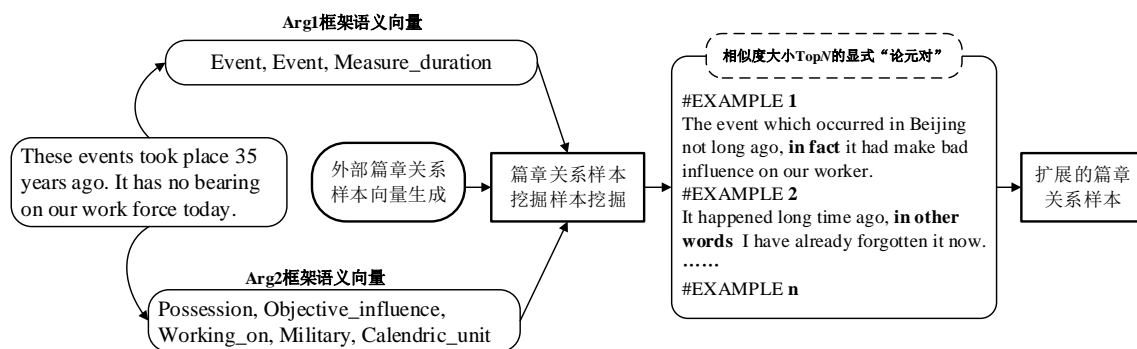 Arg1框架语义向量
Event, Event, Measure_duration
These events took place 35
years ago. It has no bearing
on our work force today.
Arg2框架语义向量
Possession, Objective_influence,
Working_on, Military, Calendric_unit
外部篇章关系
样本向量生成
篇章关系样本
挖掘样本挖掘
相似度大小TopN的显式“论元对”
#EXAMPLE 1
The event which occurred in Beijing
not long ago, in fact it had make bad
influence on our worker.
#EXAMPLE 2
It happened long time ago, in other
words I have already forgotten it now.
……
#EXAMPLE n
扩展的篇章
关系样本